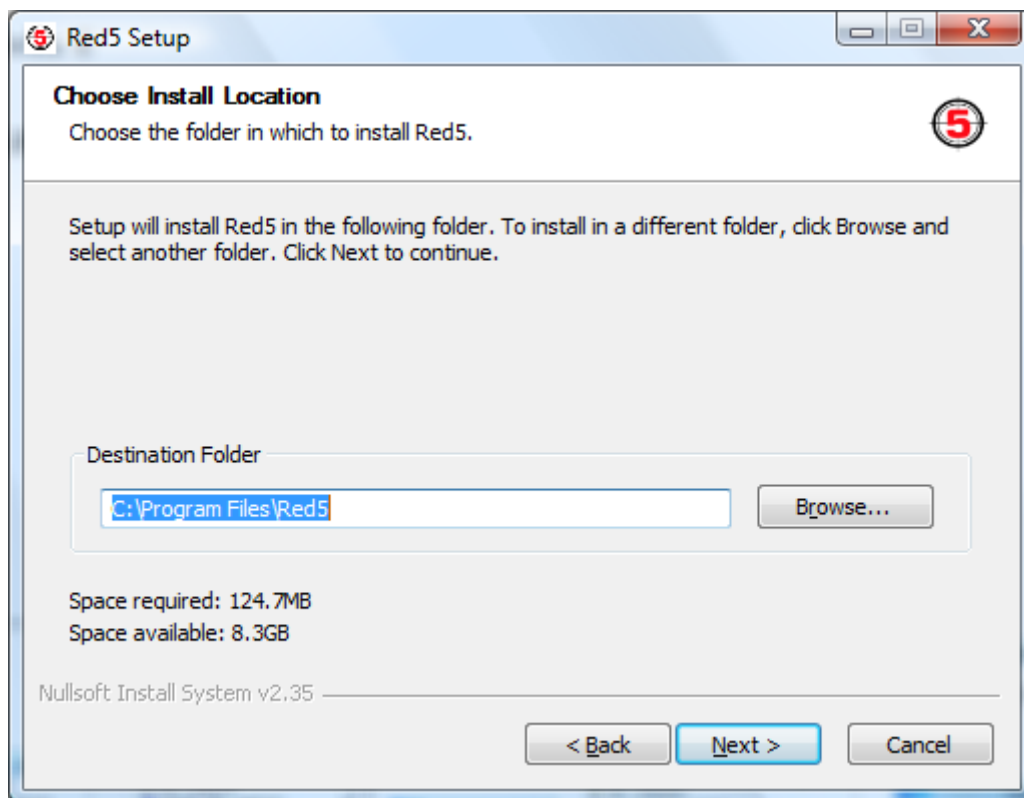 5 Red5 Setup
Choose Install Location
Choose the folder in which to install Red5.
5
Setup will install Red5 in the following folder. To install in a different folder, click Browse and
select another folder. Click Next to continue.
Destination Folder
C:\Program Files\Red5
Browse...
Space required: 124.7MB
Space available: 8.3GB
Nullsoft Install System v2.35
< Back Next > Cancel